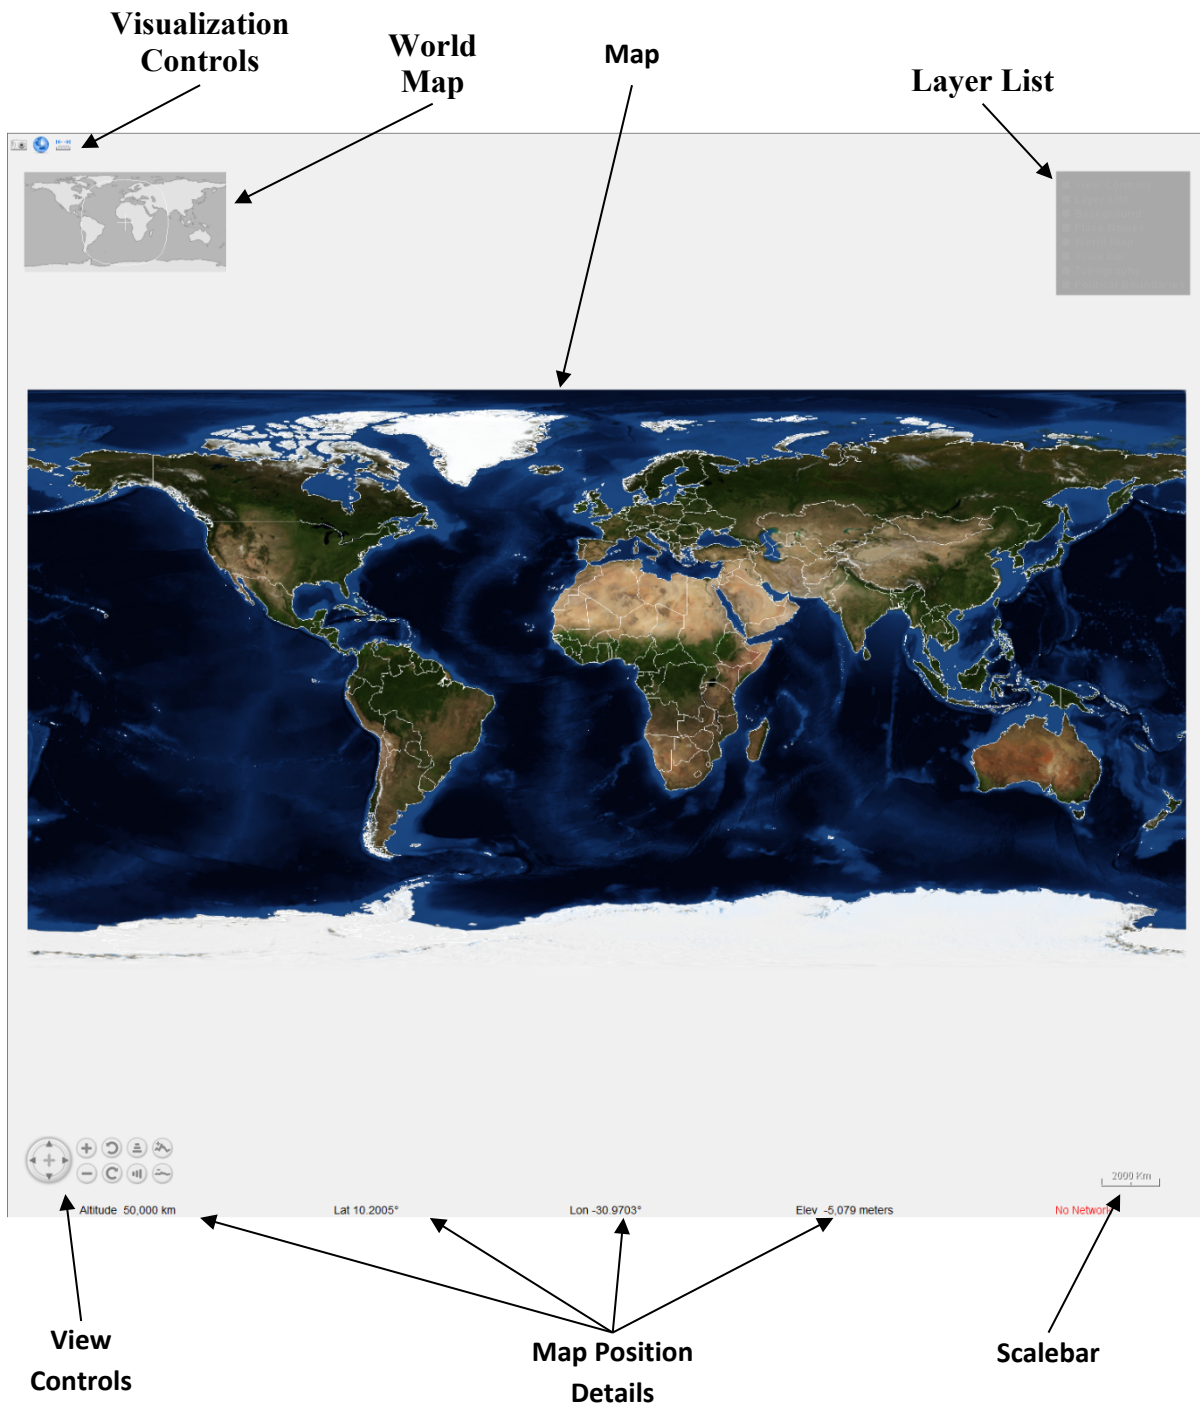 Visualization
Controls
World
Map
Map
Layer List
2000 Km
Altitude 50,000 km
Lat 10.2005°
Lon -30.9703°
Elev -5,079 meters
No Network
View
Controls
Map Position
Details
Scalebar